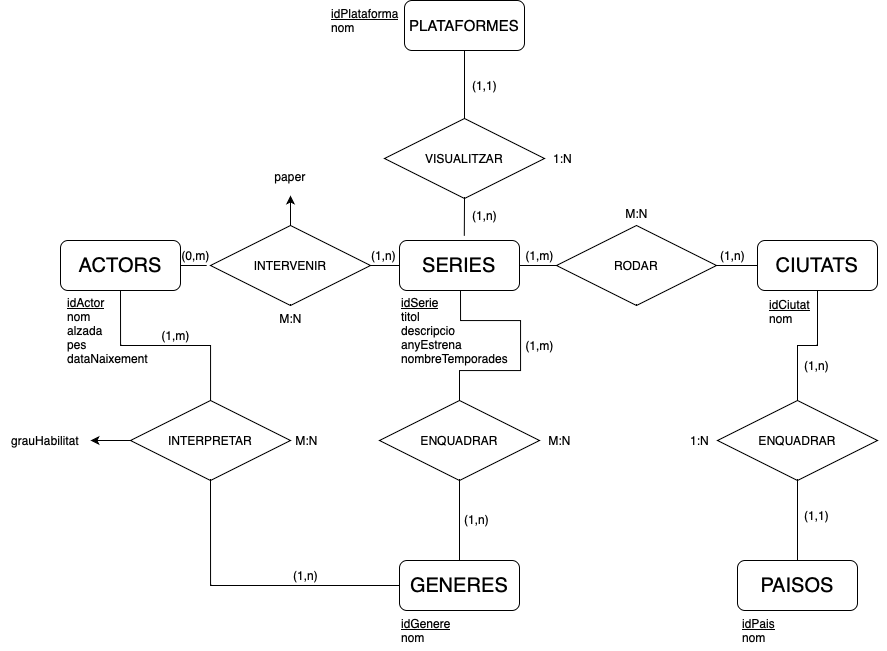 idPlataforma
nom
PLATAFORMES
(1,1)
VISUALITZAR
1:N
paper
(1,n)
M:N
ACTORS
(0,m)
INTERVENIR
(1,n)
SERIES
(1,m)
RODAR
(1,n)
CIUTATS
idActor
nom
alzada
pes
dataNaixement
M:N
idSerie
titol
descripcio
anyEstrena
nombreTemporades
idCiutat
nom
(1,m)
(1,m)
(1,n)
grauHabilitat
INTERPRETAR
M:N
ENQUADRAR
M:N
1:N
ENQUADRAR
(1,n)
(1,1)
(1,n)
GENERES
PAISOS
idGenere
nom
idPais
nom